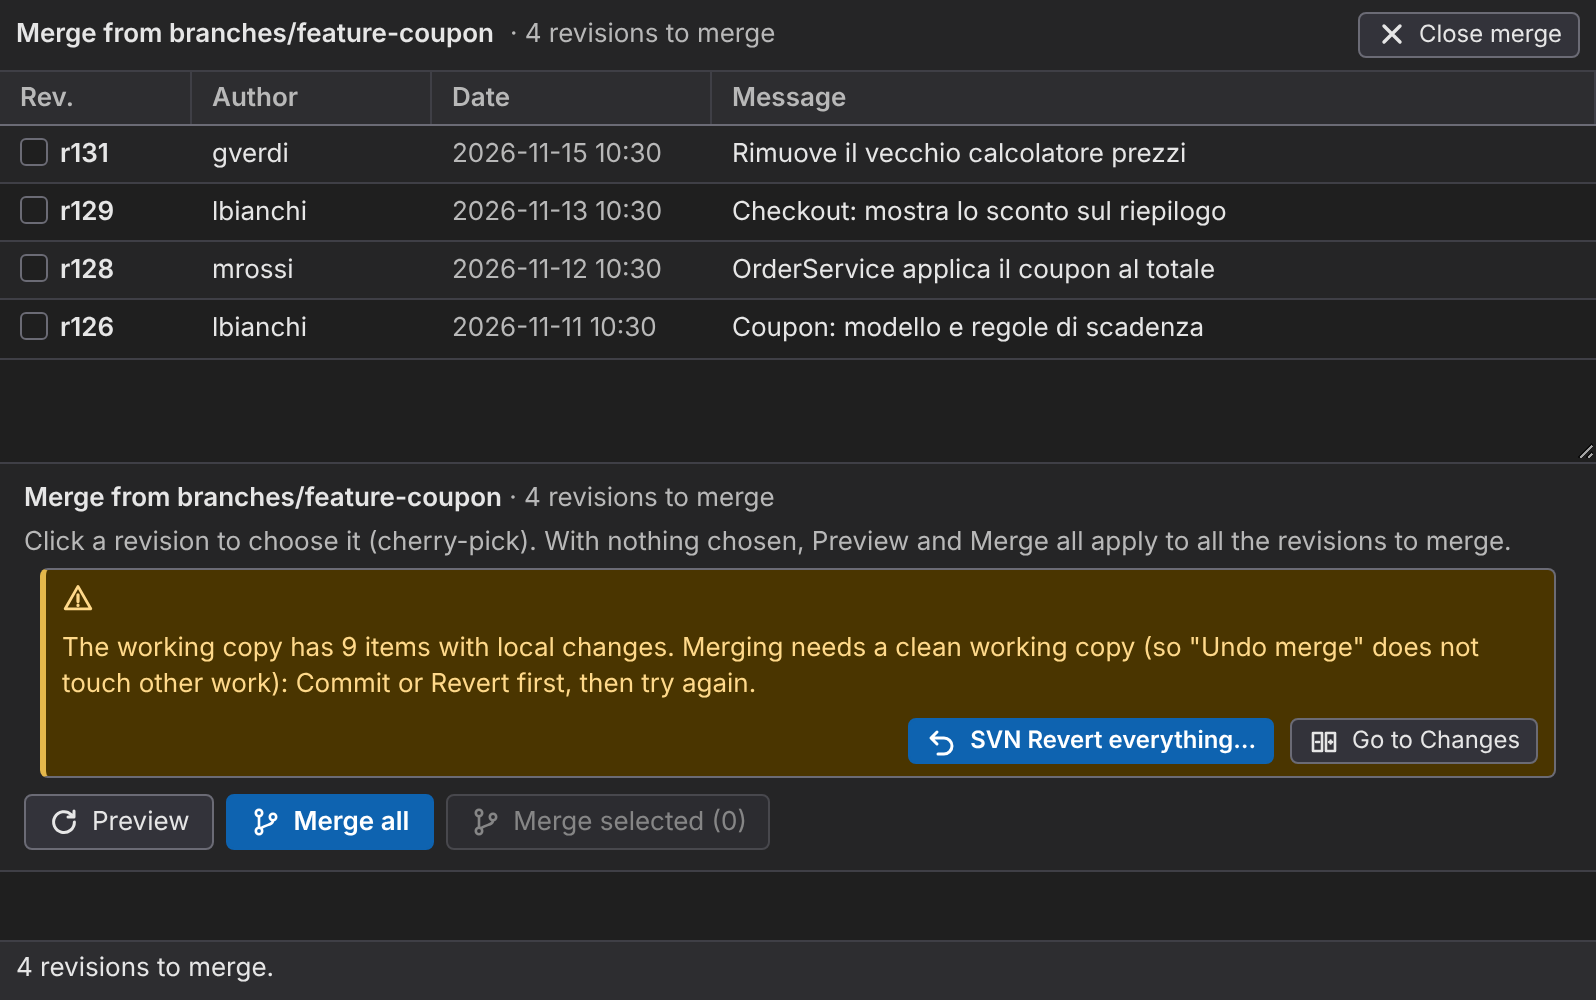 Merge from branches/feature-coupon · 4 revisions to merge
Close merge
Rev. Author Date Message
r131 gverdi 2026-11-15 10:30 Rimuove il vecchio calcolatore prezzi
r129 lbianchi 2026-11-13 10:30 Checkout: mostra lo sconto sul riepilogo
r128 mrossi 2026-11-12 10:30 OrderService applica il coupon al totale
r126 lbianchi 2026-11-11 10:30 Coupon: modello e regole di scadenza
Merge from branches/feature-coupon · 4 revisions to merge
Click a revision to choose it (cherry-pick). With nothing chosen, Preview and Merge all apply to all the revisions to merge.
The working copy has 9 items with local changes. Merging needs a clean working copy (so "Undo merge" does not
touch other work): Commit or Revert first, then try again.
SVN Revert everything... Go to Changes
Preview Merge all Merge selected (0)
4 revisions to merge.